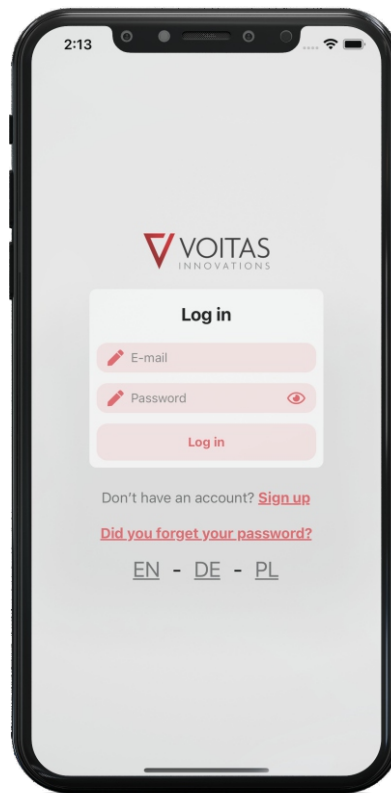 2:13
VOITAS
INNOVATIONS
Log in
E-mail
Password
Log in
Don't have an account? Sign up
Did you forget your password?
EN - DE - PL